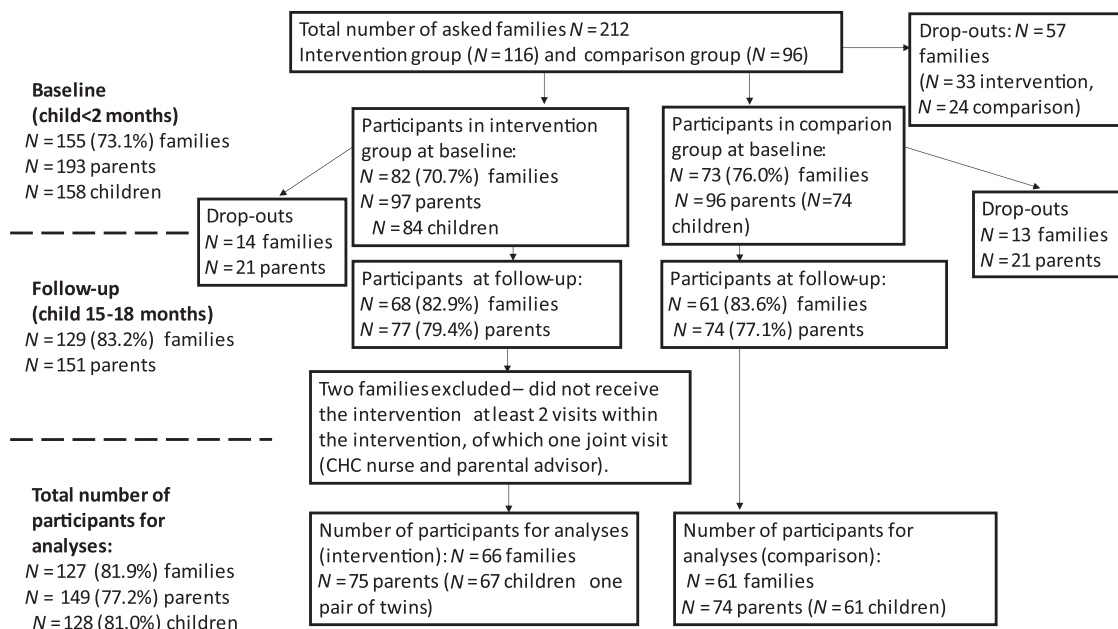 Total number of asked families N = 212
Intervention group (N = 116) and comparison group (N = 96)
Drop-outs: N = 57
families
(N = 33 intervention,
N = 24 comparison)
Baseline
(child<2 months)
N = 155 (73.1%) families
N = 193 parents
N = 158 children
Participants in intervention
group at baseline:
N = 82 (70.7%) families
N = 97 parents
N = 84 children
Participants in comparion
group at baseline:
N = 73 (76.0%) families
N = 96 parents (N=74
children)
Drop-outs
N = 14 families
N = 21 parents
Drop-outs
N = 13 families
N = 21 parents
Follow-up
(child 15-18 months)
N = 129 (83.2%) families
N = 151 parents
Participants at follow-up:
N = 68 (82.9%) families
N = 77 (79.4%) parents
Participants at follow-up:
N = 61 (83.6%) families
N = 74 (77.1%) parents
Two families excluded – did not receive
the intervention at least 2 visits within
the intervention, of which one joint visit
(CHC nurse and parental advisor).
Total number of
participants for
analyses:
N = 127 (81.9%) families
N = 149 (77.2%) parents
N = 128 (81.0%) children
Number of participants for analyses
(intervention): N = 66 families
N = 75 parents (N = 67 children one
pair of twins)
Number of participants for
analyses (comparison):
N = 61 families
N = 74 parents (N = 61 children)